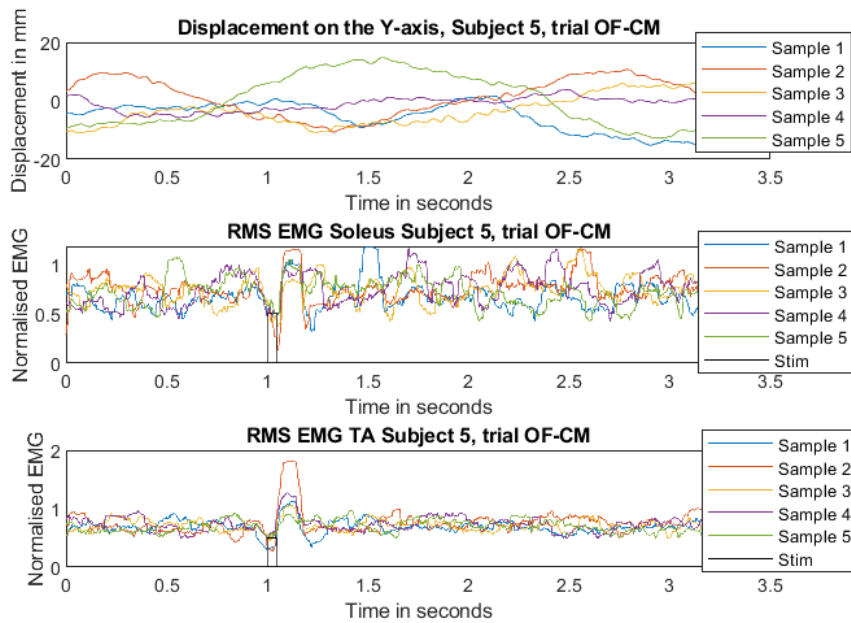 Displacement on the Y-axis, Subject 5, trial OF-CM
Displacement in mm
20
0
-20
0 0.5 1 1.5 2 2.5 3 3.5
Time in seconds
Sample 1
Sample 2
Sample 3
Sample 4
Sample 5
RMS EMG Soleus Subject 5, trial OF-CM
Normalised EMG
1
0.5
0
0 0.5 1 1.5 2 2.5 3 3.5
Time in seconds
Sample 1
Sample 2
Sample 3
Sample 4
Sample 5
Stim
RMS EMG TA Subject 5, trial OF-CM
Normalised EMG
2
1
0
0 0.5 1 1.5 2 2.5 3 3.5
Time in seconds
Sample 1
Sample 2
Sample 3
Sample 4
Sample 5
Stim